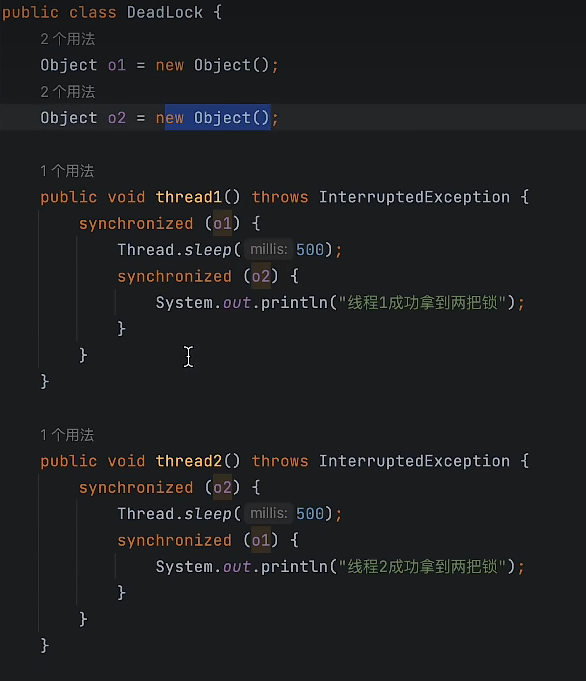 public class DeadLock {
2 个用法
Object o1 = new Object();
2 个用法
Object o2 = new Object();
1 个用法
public void thread1() throws InterruptedException {
synchronized (o1) {
Thread.sleep( millis: 500);
synchronized (o2) {
System.out.println("线程1成功拿到两把锁");
}
}
}
1 个用法
public void thread2() throws InterruptedException {
synchronized (o2) {
Thread.sleep( millis: 500);
synchronized (o1) {
System.out.println("线程2成功拿到两把锁");
}
}
}